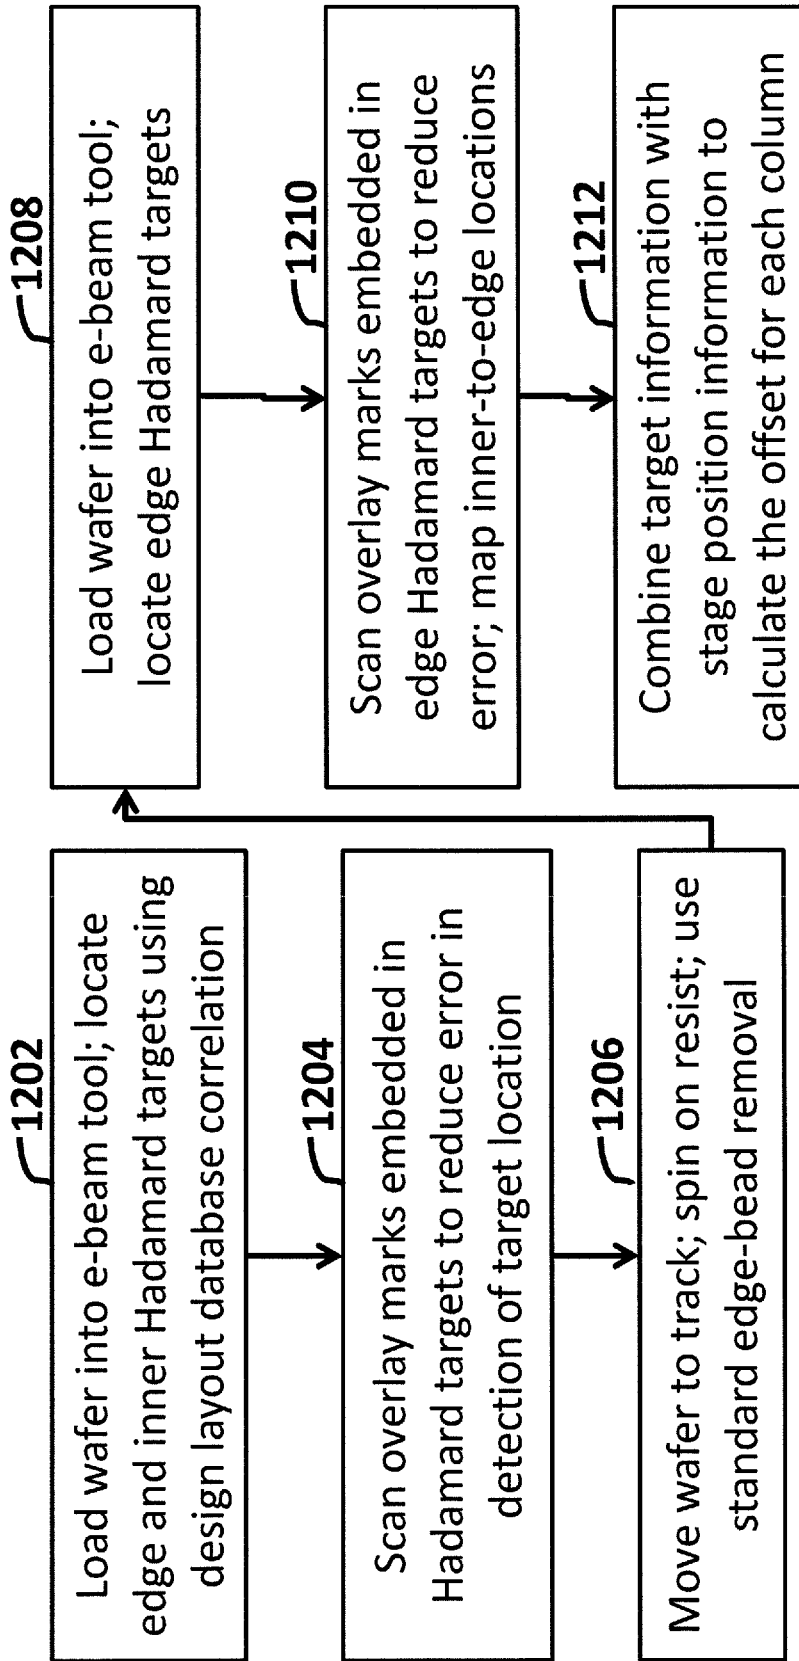 1202
Load wafer into e-beam tool; locate
edge and inner Hadamard targets using
design layout database correlation
1204
Scan overlay marks embedded in
Hadamard targets to reduce error in
detection of target location
1206
Move wafer to track; spin on resist; use
standard edge-bead removal
1208
Load wafer into e-beam tool;
locate edge Hadamard targets
1210
Scan overlay marks embedded in
edge Hadamard targets to reduce
error; map inner-to-edge locations
1212
Combine target information with
stage position information to
calculate the offset for each column